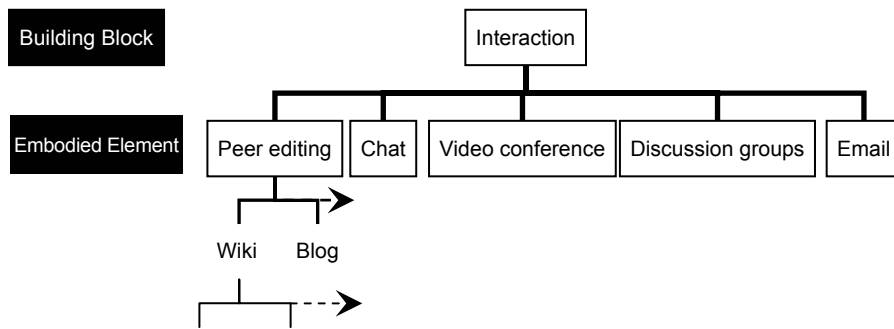 Building Block
Interaction
Embodied Element
Peer editing
Chat
Video conference
Discussion groups
Email
Wiki
Blog